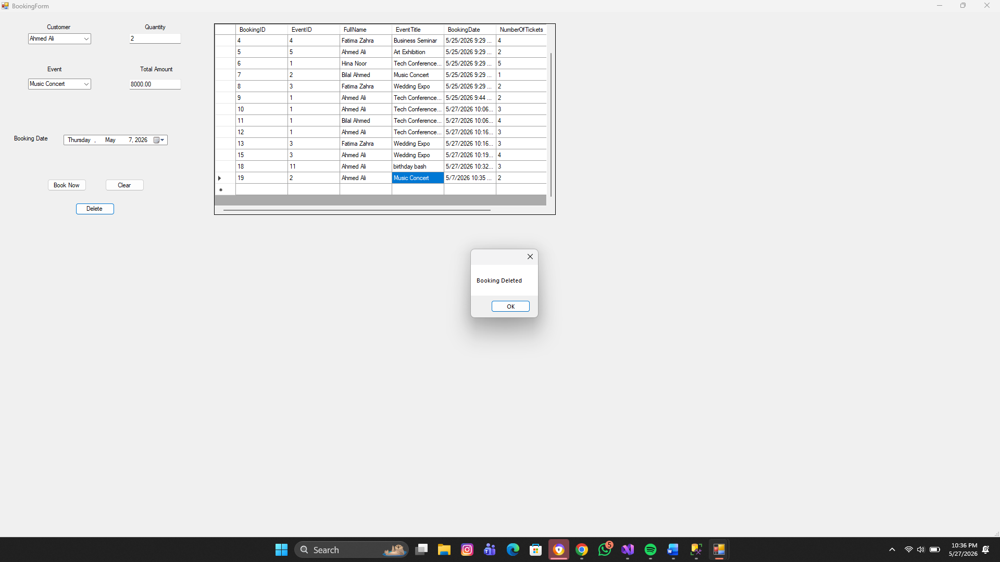 BookingForm
Customer
Quantity
Ahmed Ali
2
Event
Total Amount
Music Concert
8000.00
Booking Date
Thursday , May 7, 2026
Book Now
Clear
Delete
BookingID EventID FullName EventTitle BookingDate NumberOfTickets
4 4 Fatima Zahra Business Seminar 5/25/2026 9:29 ... 4
5 5 Ahmed Ali Art Exhibition 5/25/2026 9:29 ... 2
6 1 Hina Noor Tech Conference... 5/25/2026 9:29 ... 5
7 2 Bilal Ahmed Music Concert 5/25/2026 9:29 ... 1
8 3 Fatima Zahra Wedding Expo 5/25/2026 9:29 ... 2
9 1 Ahmed Ali Tech Conference... 5/25/2026 9:44 ... 2
10 1 Ahmed Ali Tech Conference... 5/27/2026 10:06... 3
11 1 Bilal Ahmed Tech Conference... 5/27/2026 10:06... 4
12 1 Ahmed Ali Tech Conference... 5/27/2026 10:16... 3
13 3 Fatima Zahra Wedding Expo 5/27/2026 10:16... 3
15 3 Ahmed Ali Wedding Expo 5/27/2026 10:19... 4
18 11 Ahmed Ali birthday bash 5/27/2026 10:32... 3
19 2 Ahmed Ali Music Concert 5/7/2026 10:35 ... 2
Booking Deleted
OK
Search
5
10:36 PM
5/27/2026